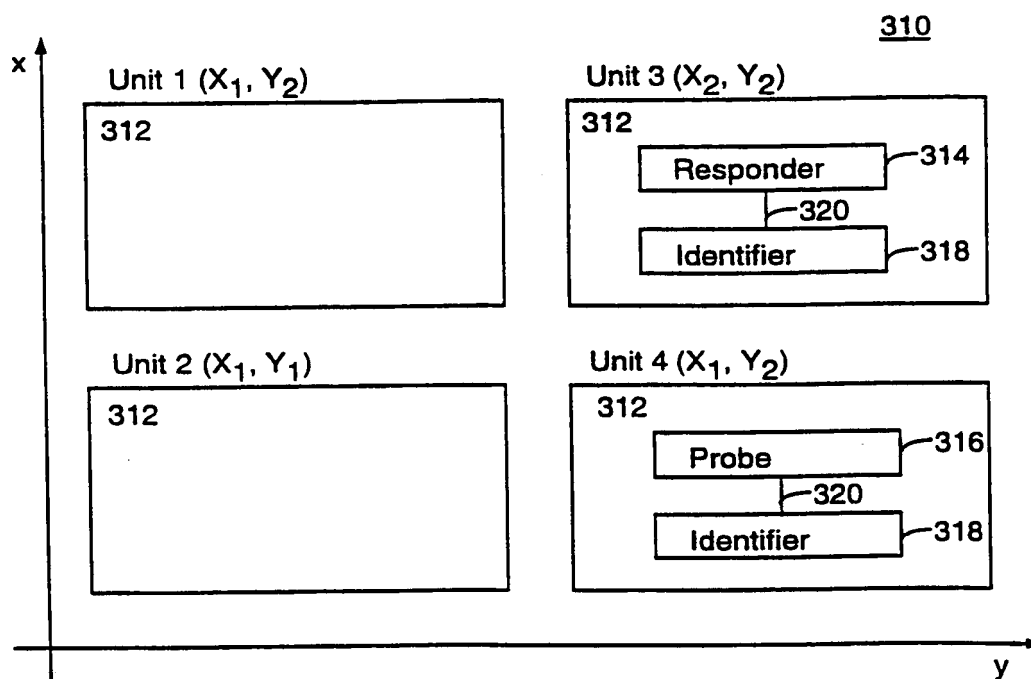 310
x
Unit 1 (X1, Y2)
312
Unit 3 (X2, Y2)
312
Responder
314
320
Identifier
318
Unit 2 (X1, Y1)
312
Unit 4 (X1, Y2)
312
Probe
316
320
Identifier
318
y